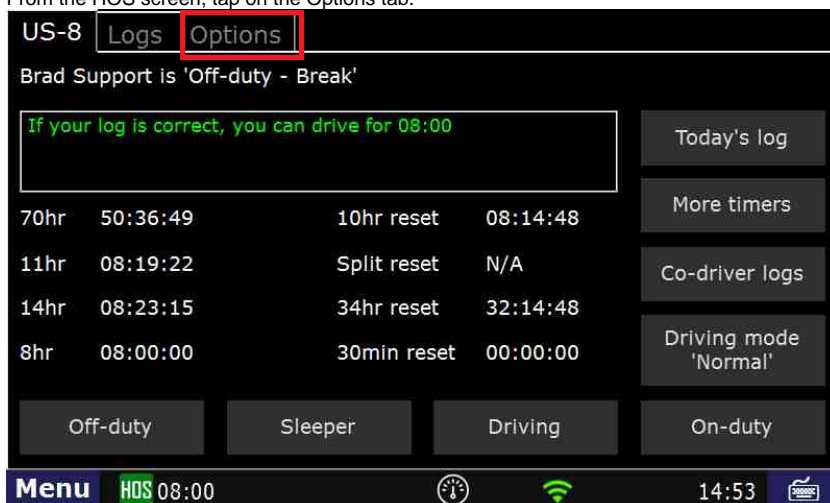 From the HOS screen, tap on the Options tab.
US-8 Logs Options
Brad Support is 'Off-duty - Break'
If your log is correct, you can drive for 08:00
Today's log
More timers
70hr 50:36:49 10hr reset 08:14:48
11hr 08:19:22 Split reset N/A
Co-driver logs
14hr 08:23:15 34hr reset 32:14:48
8hr 08:00:00 30min reset 00:00:00
Driving mode
'Normal'
Off-duty Sleeper Driving On-duty
Menu HOS 08:00 14:53